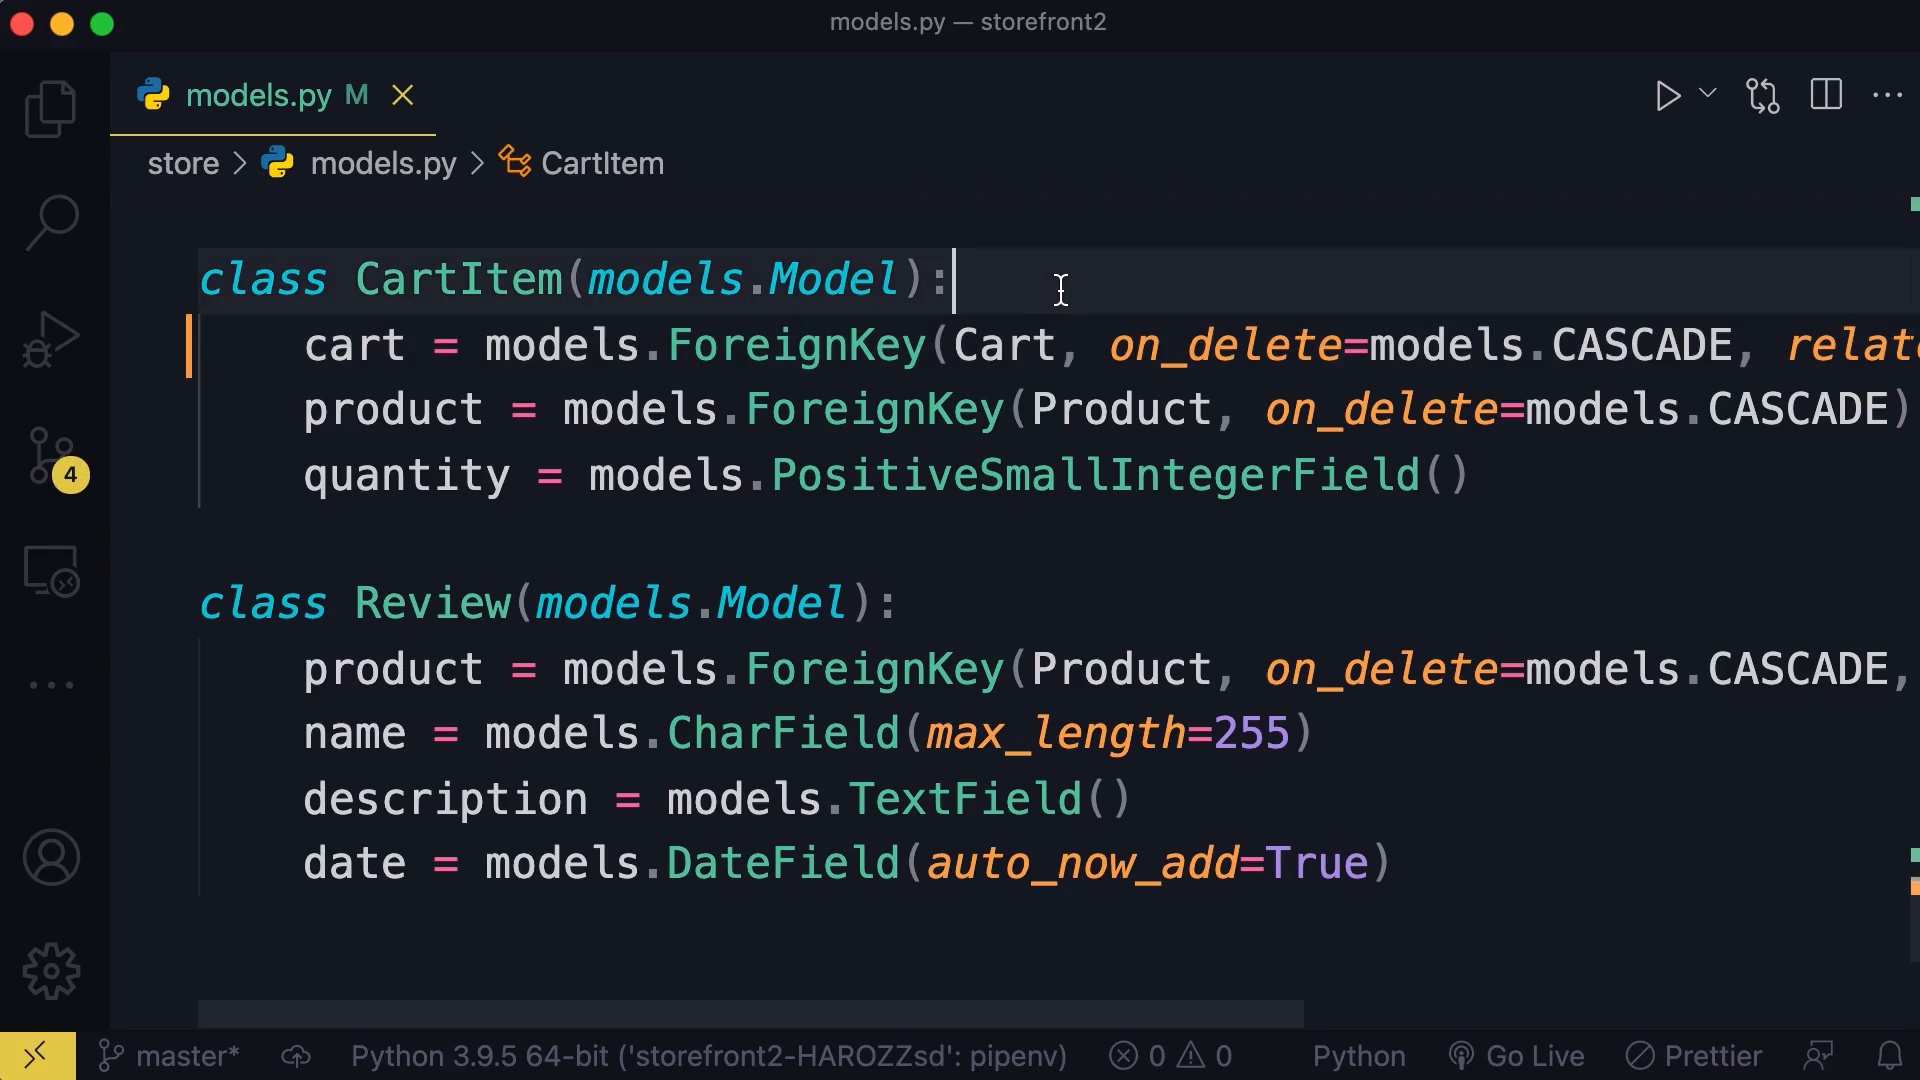 models.py — storefront2
models.py M
store > models.py > CartItem
class CartItem(models.Model):
    cart = models.ForeignKey(Cart, on_delete=models.CASCADE, relat
    product = models.ForeignKey(Product, on_delete=models.CASCADE)
    quantity = models.PositiveSmallIntegerField()
class Review(models.Model):
    product = models.ForeignKey(Product, on_delete=models.CASCADE,
    name = models.CharField(max_length=255)
    description = models.TextField()
    date = models.DateField(auto_now_add=True)
4
master* Python 3.9.5 64-bit ('storefront2-HAROZZsd': pipenv) 0 0 Python Go Live Prettier